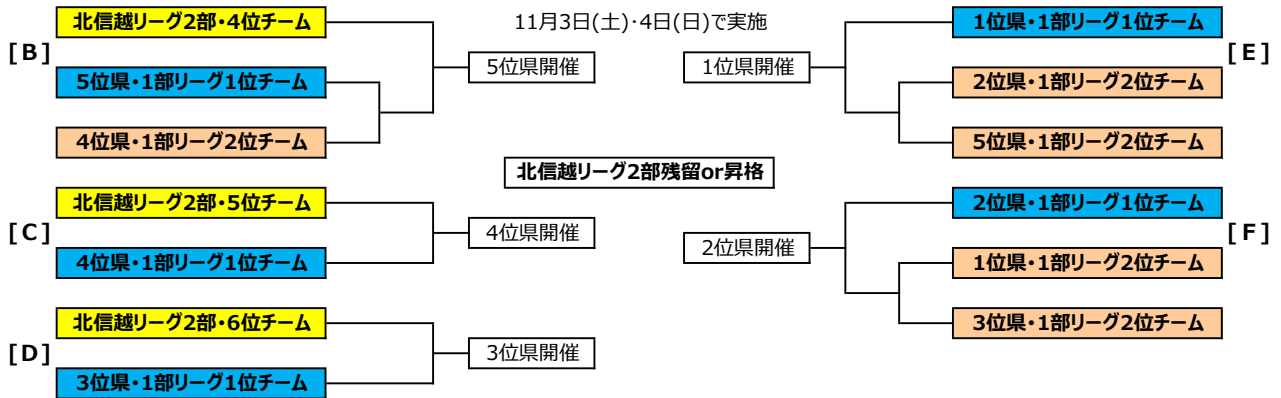 北信越リーグ2部・4位チーム
[B]
5位県・1部リーグ1位チーム
4位県・1部リーグ2位チーム
5位県開催
11月3日(土)・4日(日)で実施
1位県開催
1位県・1部リーグ1位チーム
[E]
2位県・1部リーグ2位チーム
5位県・1部リーグ2位チーム
北信越リーグ2部残留or昇格
北信越リーグ2部・5位チーム
[C]
4位県・1部リーグ1位チーム
4位県開催
2位県開催
2位県・1部リーグ1位チーム
[F]
1位県・1部リーグ2位チーム
3位県・1部リーグ2位チーム
北信越リーグ2部・6位チーム
[D]
3位県・1部リーグ1位チーム
3位県開催